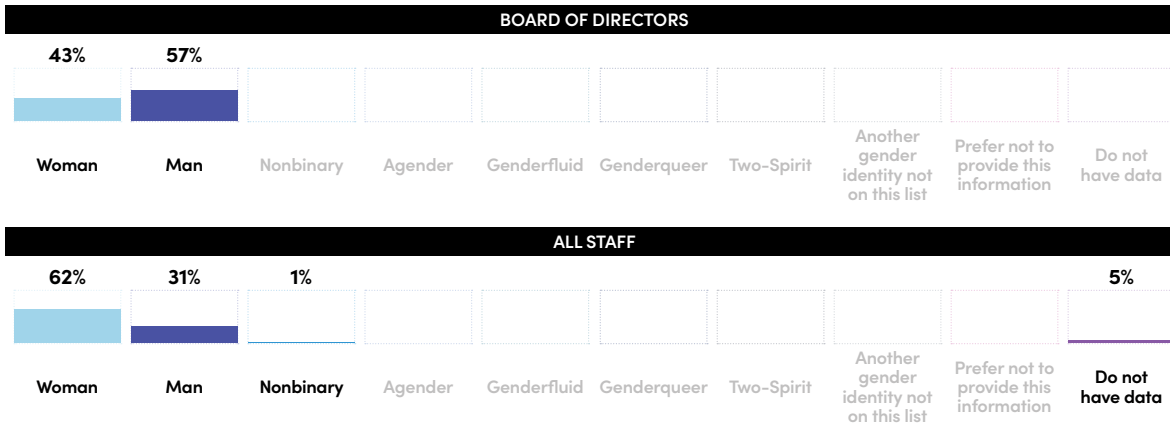 BOARD OF DIRECTORS
43% 57%
Woman Man Nonbinary Agender Genderfluid Genderqueer Two-Spirit
Another
gender
identity not
on this list
Prefer not to
provide this
information
Do not
have data
ALL STAFF
62% 31% 1% 5%
Woman Man Nonbinary Agender Genderfluid Genderqueer Two-Spirit
Another
gender
identity not
on this list
Prefer not to
provide this
information
Do not
have data